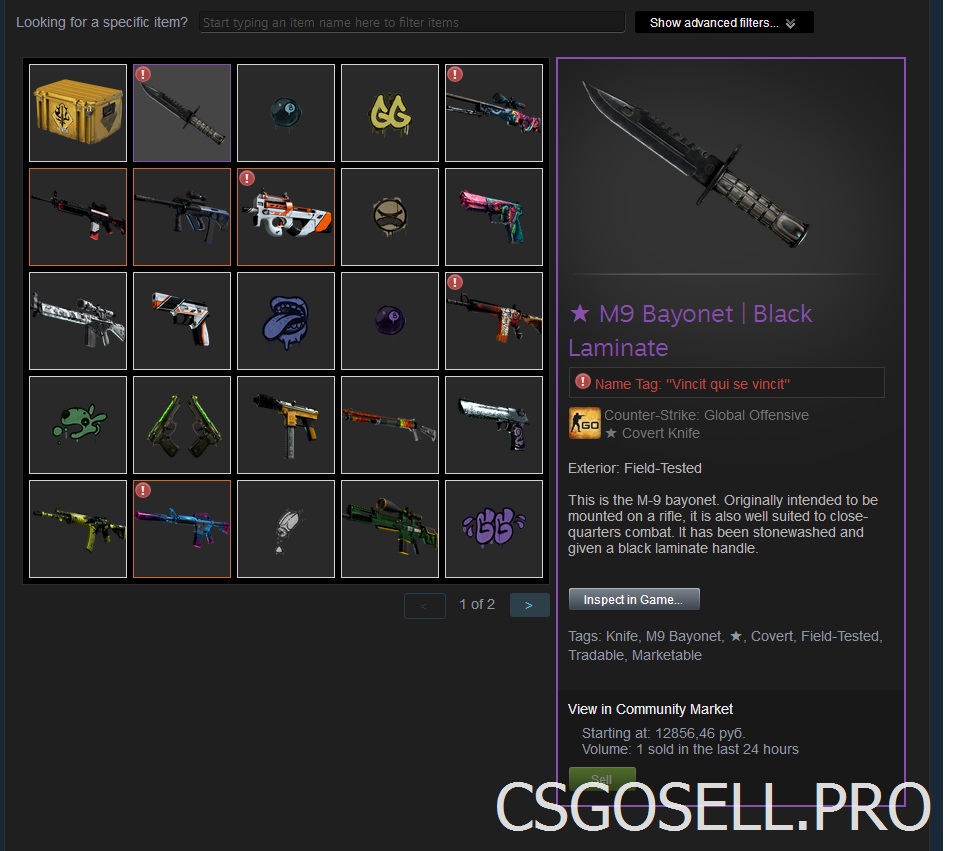 Looking for a specific item?
Start typing an item name here to filter items
Show advanced filters...
★ M9 Bayonet | Black
Laminate
Name Tag: "Vincit qui se vincit"
GO
Counter-Strike: Global Offensive
★ Covert Knife
Exterior: Field-Tested
This is the M-9 bayonet. Originally intended to be
mounted on a rifle, it is also well suited to close-
quarters combat. It has been stonewashed and
given a black laminate handle.
< 1 of 2 >
Inspect in Game...
Tags: Knife, M9 Bayonet, ★, Covert, Field-Tested,
Tradable, Marketable
View in Community Market
Starting at: 12856,46 pуб.
Volume: 1 sold in the last 24 hours
Sell
CSGOSELL.PRO